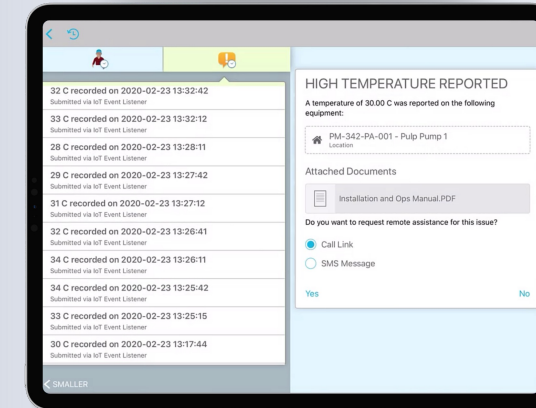 32 C recorded on 2020-02-23 13:32:42
Submitted via IoT Event Listener
33 C recorded on 2020-02-23 13:32:12
Submitted via IoT Event Listener
28 C recorded on 2020-02-23 13:28:11
Submitted via IoT Event Listener
29 C recorded on 2020-02-23 13:27:42
Submitted via IoT Event Listener
31 C recorded on 2020-02-23 13:27:12
Submitted via IoT Event Listener
32 C recorded on 2020-02-23 13:26:41
Submitted via IoT Event Listener
34 C recorded on 2020-02-23 13:26:11
Submitted via IoT Event Listener
34 C recorded on 2020-02-23 13:25:42
Submitted via IoT Event Listener
33 C recorded on 2020-02-23 13:25:15
Submitted via IoT Event Listener
30 C recorded on 2020-02-23 13:17:44
Submitted via IoT Event Listener
SMALLER
HIGH TEMPERATURE REPORTED
A temperature of 30.00 C was reported on the following
equipment:
PM-342-PA-001 - Pulp Pump 1
Location
Attached Documents
Installation and Ops Manual.PDF
Do you want to request remote assistance for this issue?
Call Link
SMS Message
Yes
No